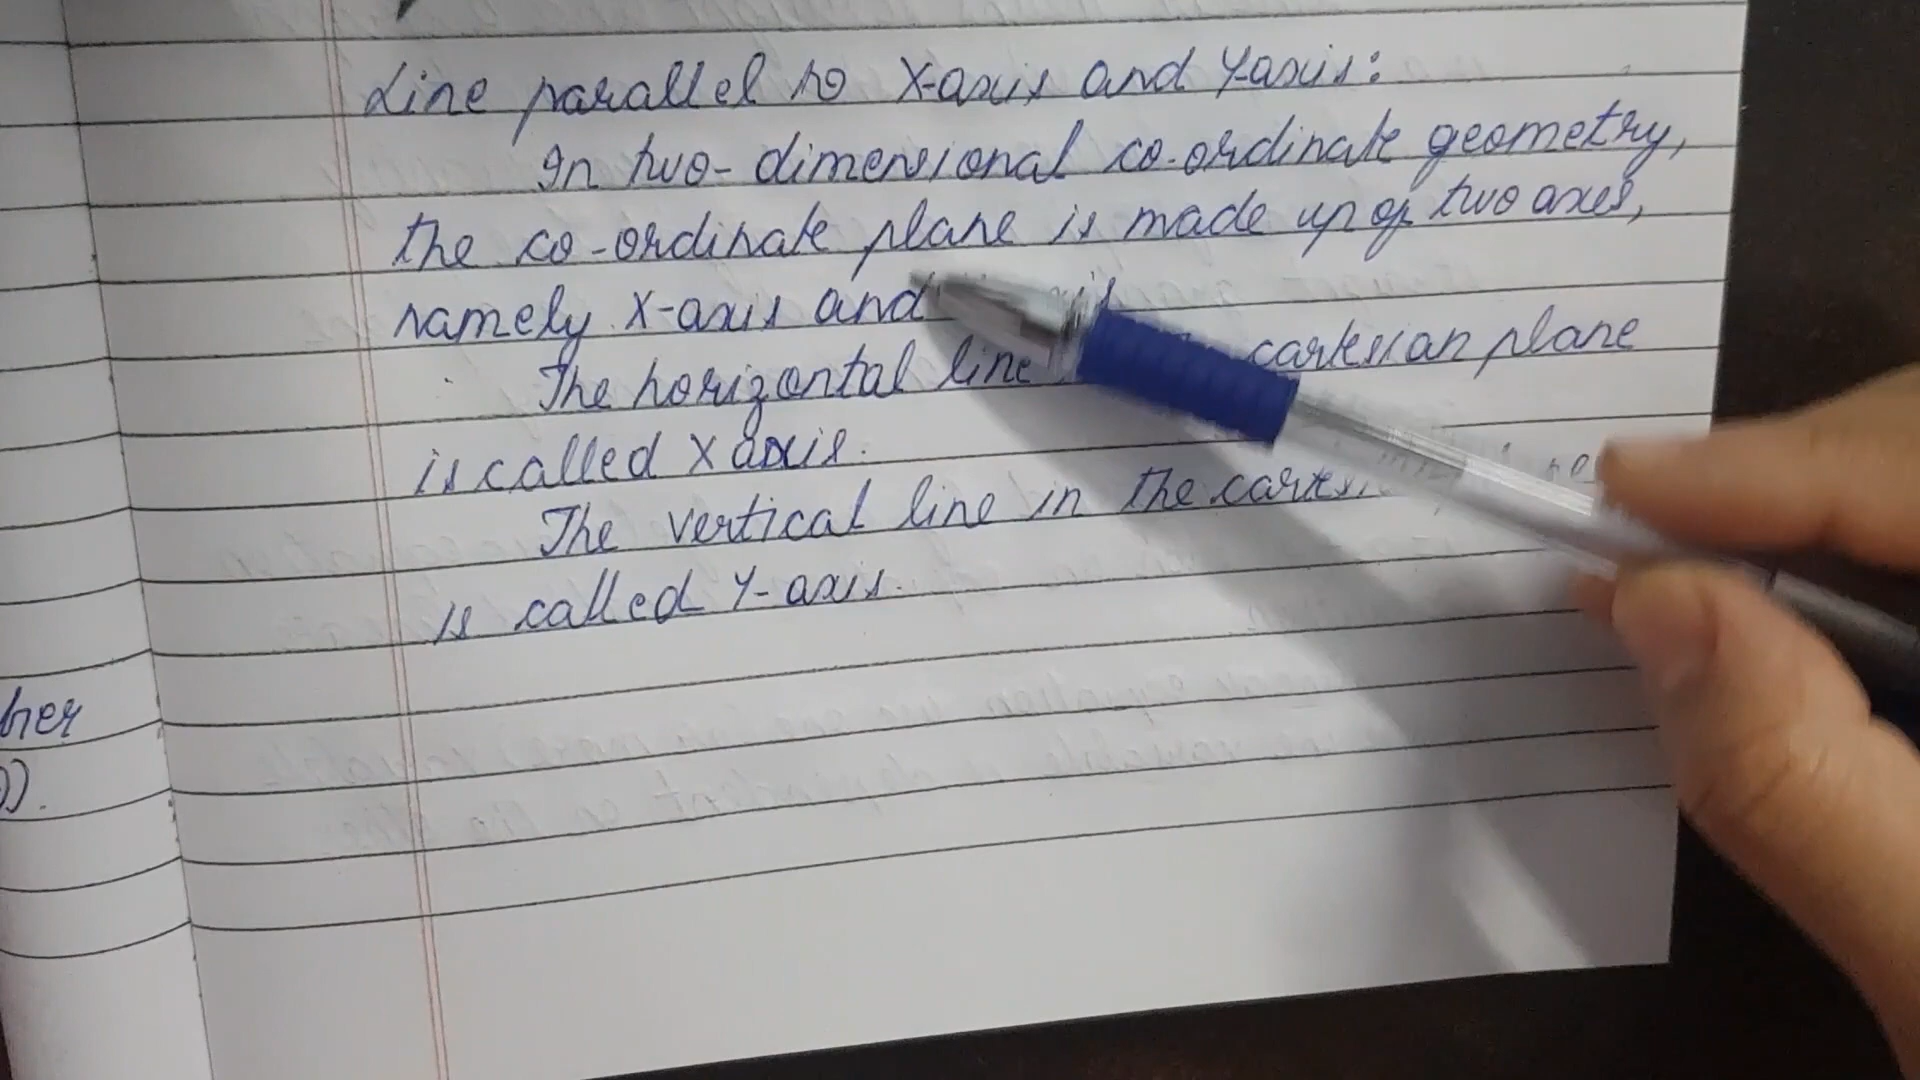 Line parallel to X-axis and Y-axis:
In two-dimensional co-ordinate geometry,
the co-ordinate plane is made up of two axes,
namely X-axis and
The horizontal line cartesian plane
is called X axis.
The vertical line in the
is called Y-axis.
her
)).